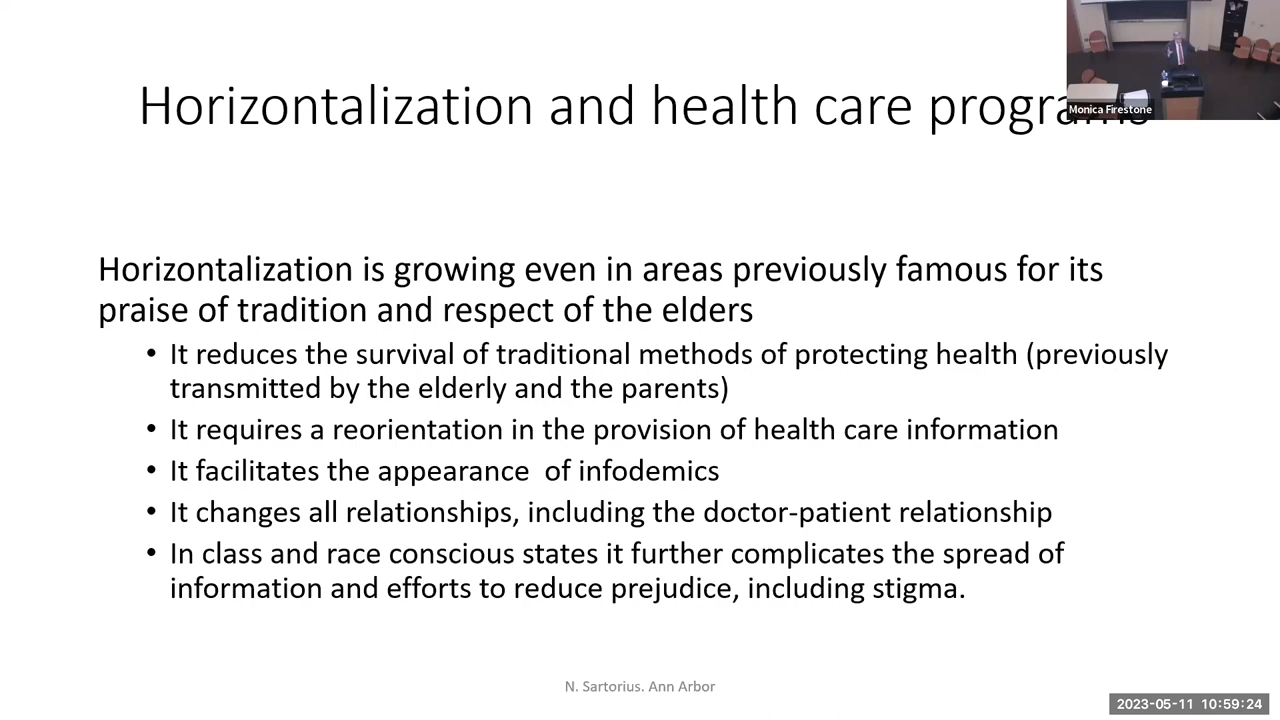 Horizontalization and health care programs
Monica Firestone
Horizontalization is growing even in areas previously famous for its
praise of tradition and respect of the elders
• It reduces the survival of traditional methods of protecting health (previously
transmitted by the elderly and the parents)
• It requires a reorientation in the provision of health care information
• It facilitates the appearance  of infodemics
• It changes all relationships, including the doctor-patient relationship
• In class and race conscious states it further complicates the spread of
information and efforts to reduce prejudice, including stigma.
N. Sartorius. Ann Arbor
2023-05-11 10:59:24